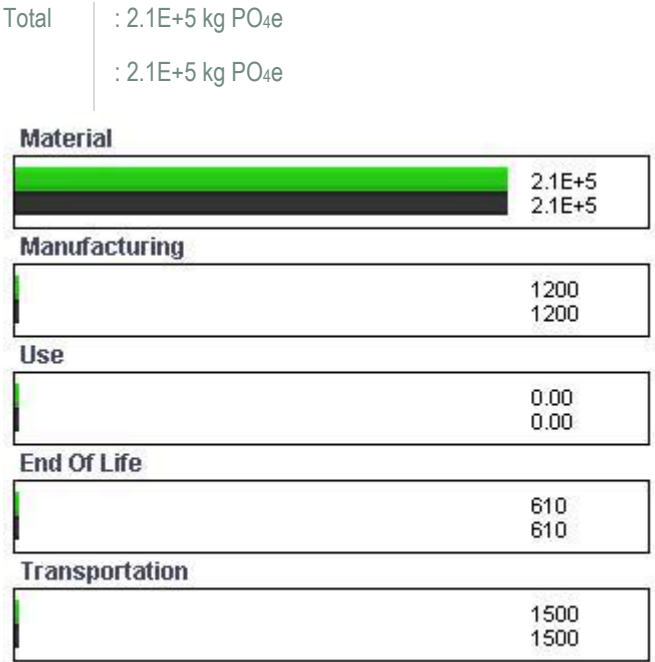 Total : 2.1E+5 kg PO₄e
: 2.1E+5 kg PO₄e
Material
2.1E+5
2.1E+5
Manufacturing
1200
1200
Use
0.00
0.00
End Of Life
610
610
Transportation
1500
1500